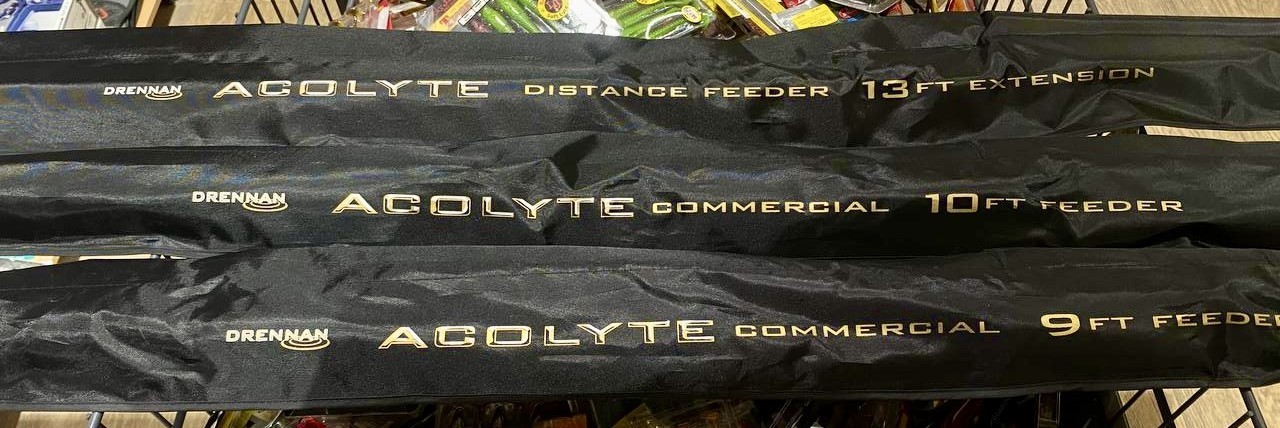 DRENNAN ACOLYTE DISTANCE FEEDER 13FT EXTENSION
DRENNAN ACOLYTE COMMERCIAL 10FT FEEDER
DRENNAN ACOLYTE COMMERCIAL 9FT FEEDER